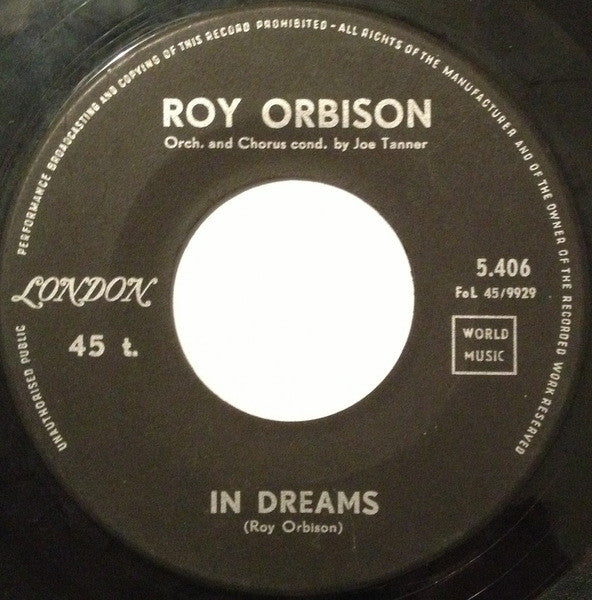 UNAUTHORISED PUBLIC PERFORMANCE BROADCASTING AND COPYING OF THIS RECORD PROHIBITED - ALL RIGHTS OF THE MANUFACTURER AND OF THE OWNER OF THE RECORDED WORK RESERVED
ROY ORBISON
Orch. and Chorus cond. by Joe Tanner
LONDON
45 t.
5.406
FoL 45/9929
WORLD
MUSIC
IN DREAMS
(Roy Orbison)